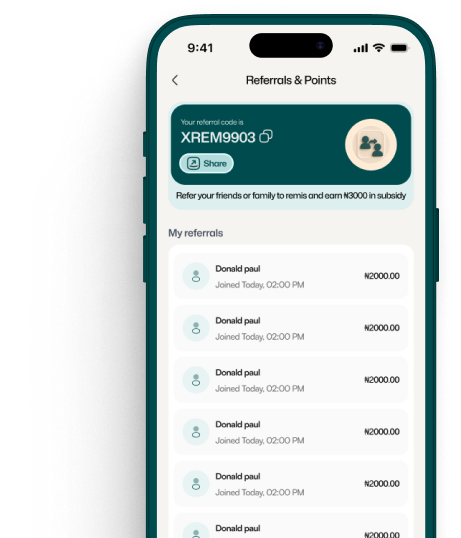 9:41
Referrals & Points
Your referral code is
XREM9903
Share
Refer your friends or family to remis and earn ₦3000 in subsidy
My referrals
Donald paul
₦2000.00
Joined Today, 02:00 PM
Donald paul
₦2000.00
Joined Today, 02:00 PM
Donald paul
₦2000.00
Joined Today, 02:00 PM
Donald paul
₦2000.00
Joined Today, 02:00 PM
Donald paul
₦2000.00
Joined Today, 02:00 PM
Donald paul
₦2000.00